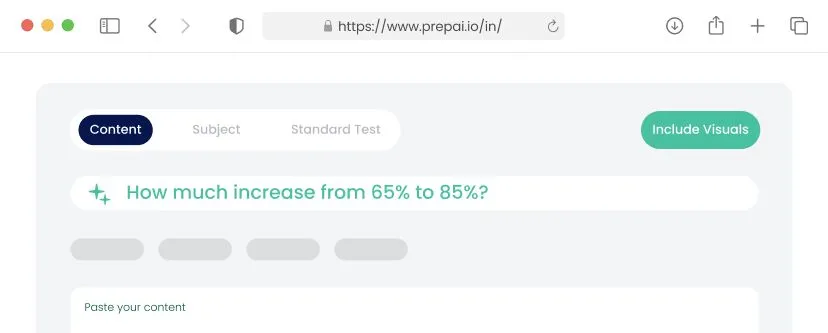 https://www.prepai.io/in/
Content Subject Standard Test Include Visuals
How much increase from 65% to 85%?
Paste your content